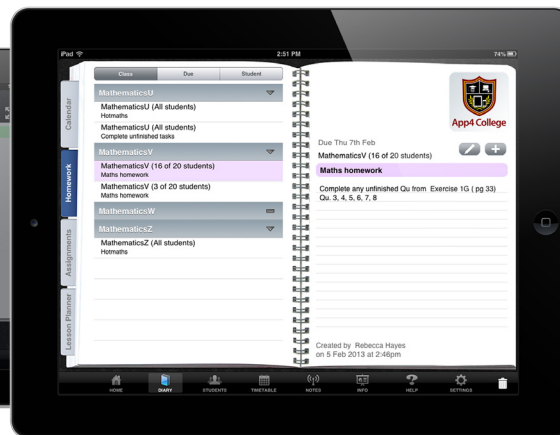 iPad
2:51 PM
74%
Class
Due
Student
Calendar
Homework
Assignments
Lesson Planner
MathematicsU
MathematicsU (All students)
Hotmaths
MathematicsU (All students)
Complete unfinished tasks
MathematicsV
MathematicsV (16 of 20 students)
Maths homework
MathematicsV (3 of 20 students)
Maths homework
MathematicsW
MathematicsZ
MathematicsZ (All students)
Hotmaths
App4 College
Due Thu 7th Feb
MathematicsV (16 of 20 students)
Maths homework
Complete any unfinished Qu from Exercise 1G ( pg 33)
Qu. 3, 4, 5, 6, 7, 8
Created by Rebecca Hayes
on 5 Feb 2013 at 2:46pm
HOME
DIARY
STUDENTS
TIMETABLE
NOTES
INFO
HELP
SETTINGS